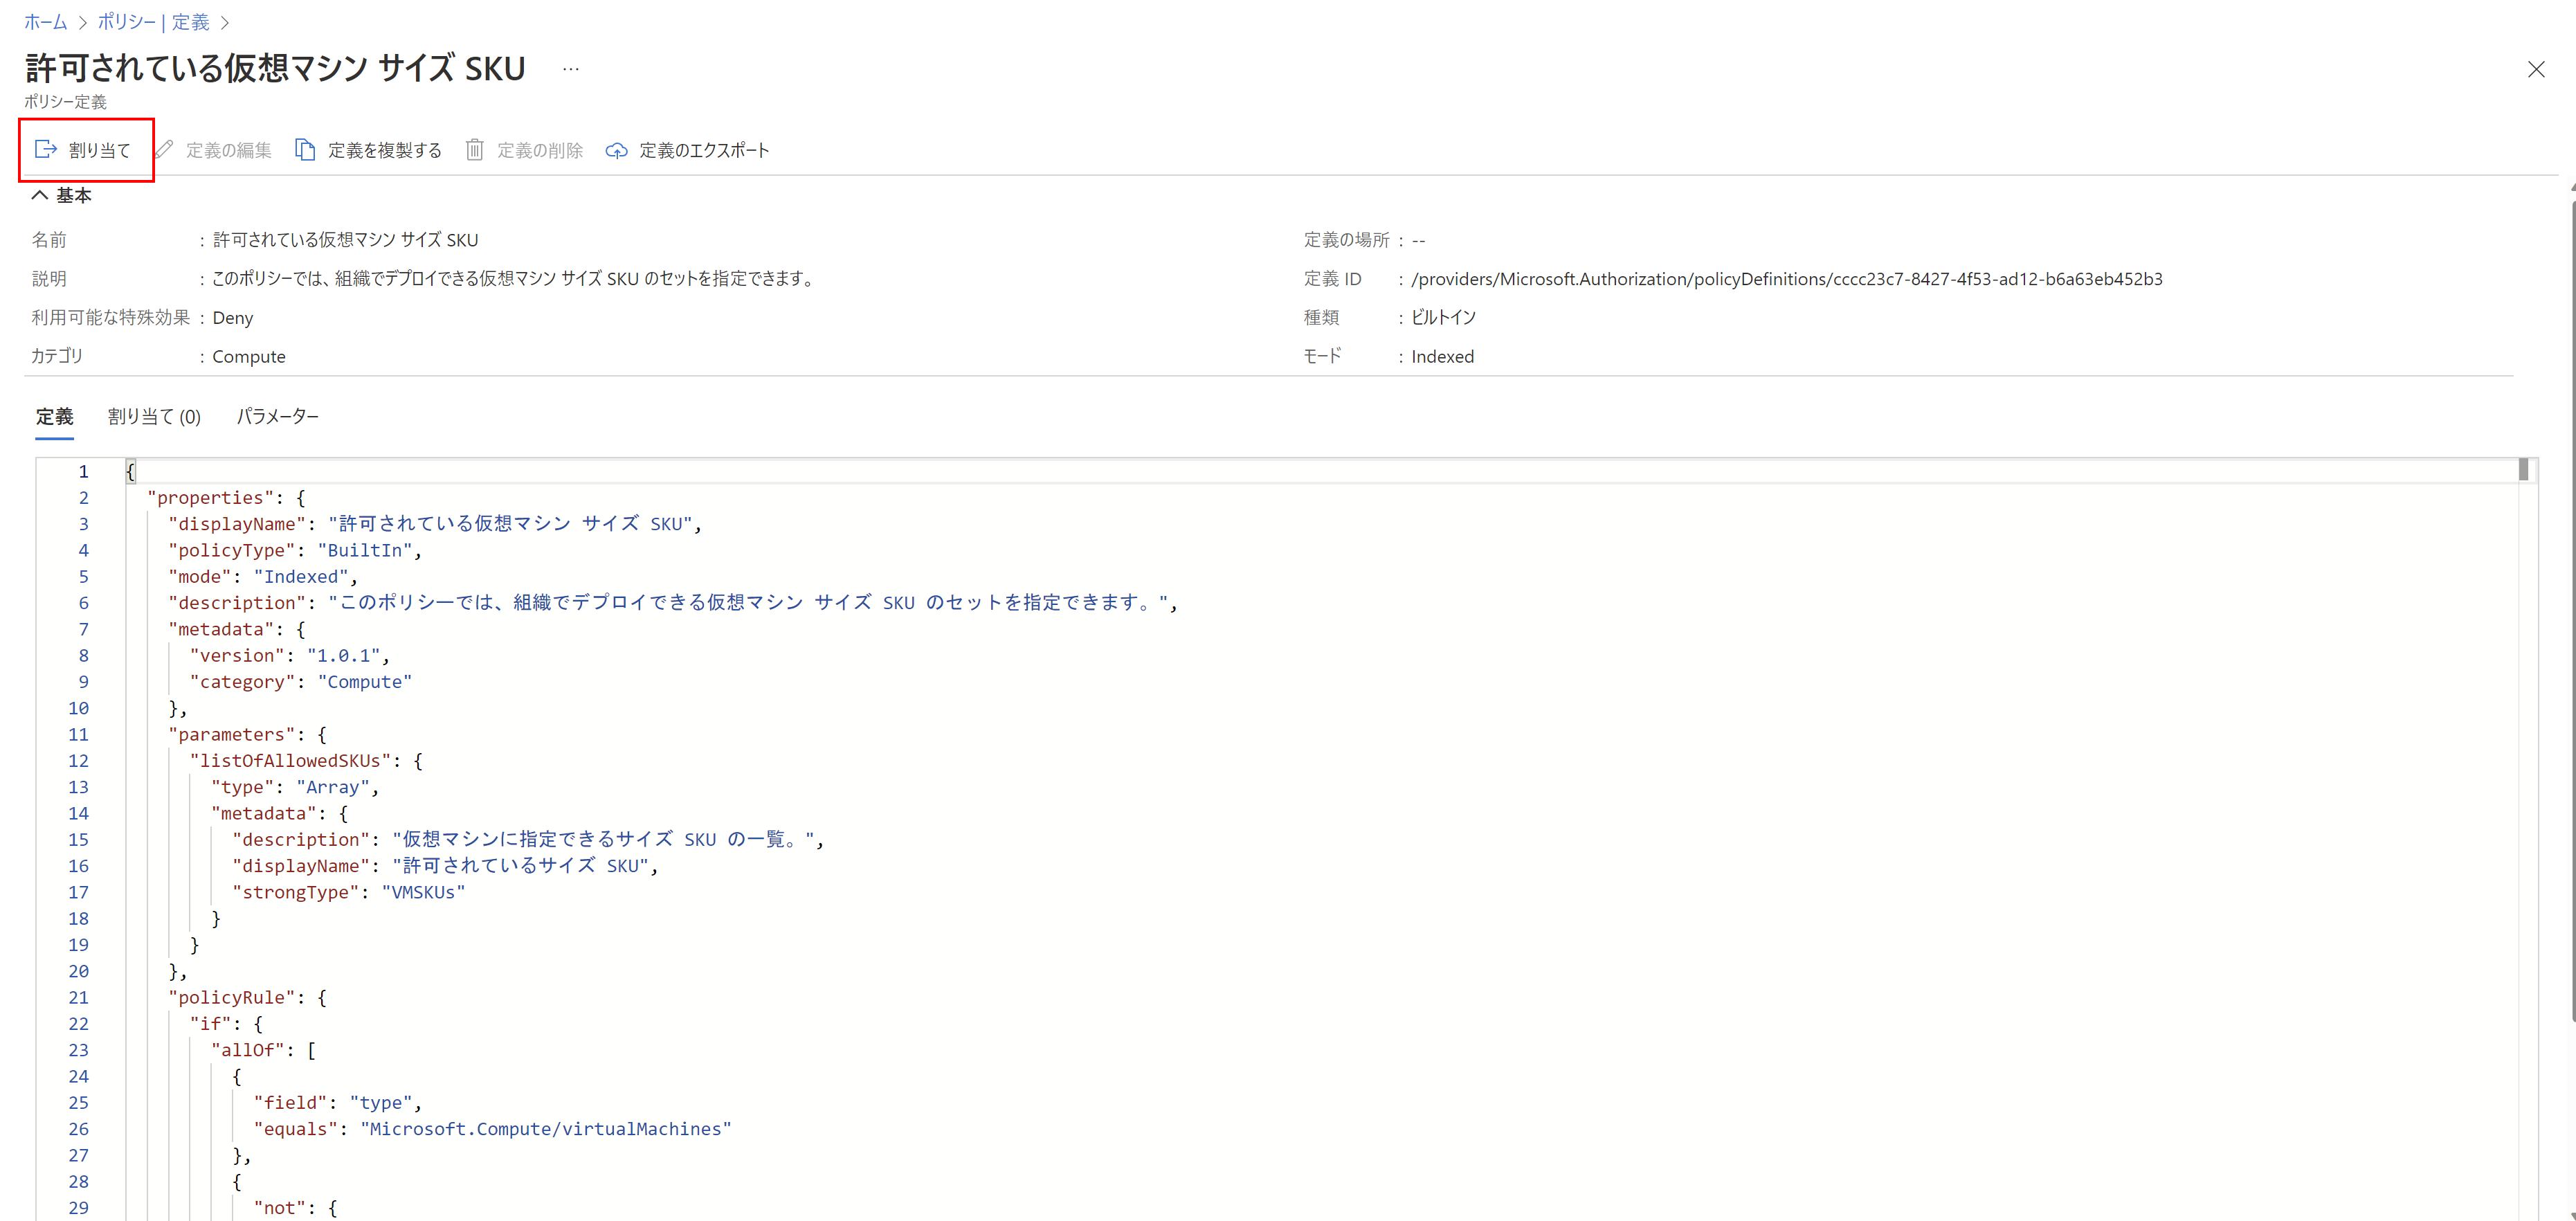 ホーム > ポリシー | 定義 >
許可されている仮想マシン サイズ SKU ...
ポリシー定義
割り当て 定義の編集 定義を複製する 定義の削除 定義のエクスポート
基本
名前 : 許可されている仮想マシン サイズ SKU
説明 : このポリシーでは、組織でデプロイできる仮想マシン サイズ SKU のセットを指定できます。
利用可能な特殊効果 : Deny
カテゴリ : Compute
定義の場所 : --
定義 ID : /providers/Microsoft.Authorization/policyDefinitions/cccc23c7-8427-4f53-ad12-b6a63eb452b3
種類 : ビルトイン
モード : Indexed
定義 割り当て (0) パラメーター
1 {
2 "properties": {
3 "displayName": "許可されている仮想マシン サイズ SKU",
4 "policyType": "BuiltIn",
5 "mode": "Indexed",
6 "description": "このポリシーでは、組織でデプロイできる仮想マシン サイズ SKU のセットを指定できます。",
7 "metadata": {
8 "version": "1.0.1",
9 "category": "Compute"
10 },
11 "parameters": {
12 "listOfAllowedSKUs": {
13 "type": "Array",
14 "metadata": {
15 "description": "仮想マシンに指定できるサイズ SKU の一覧。",
16 "displayName": "許可されているサイズ SKU",
17 "strongType": "VMSKUs"
18 }
19 }
20 },
21 "policyRule": {
22 "if": {
23 "allOf": [
24 {
25 "field": "type",
26 "equals": "Microsoft.Compute/virtualMachines"
27 },
28 {
29 "not": {